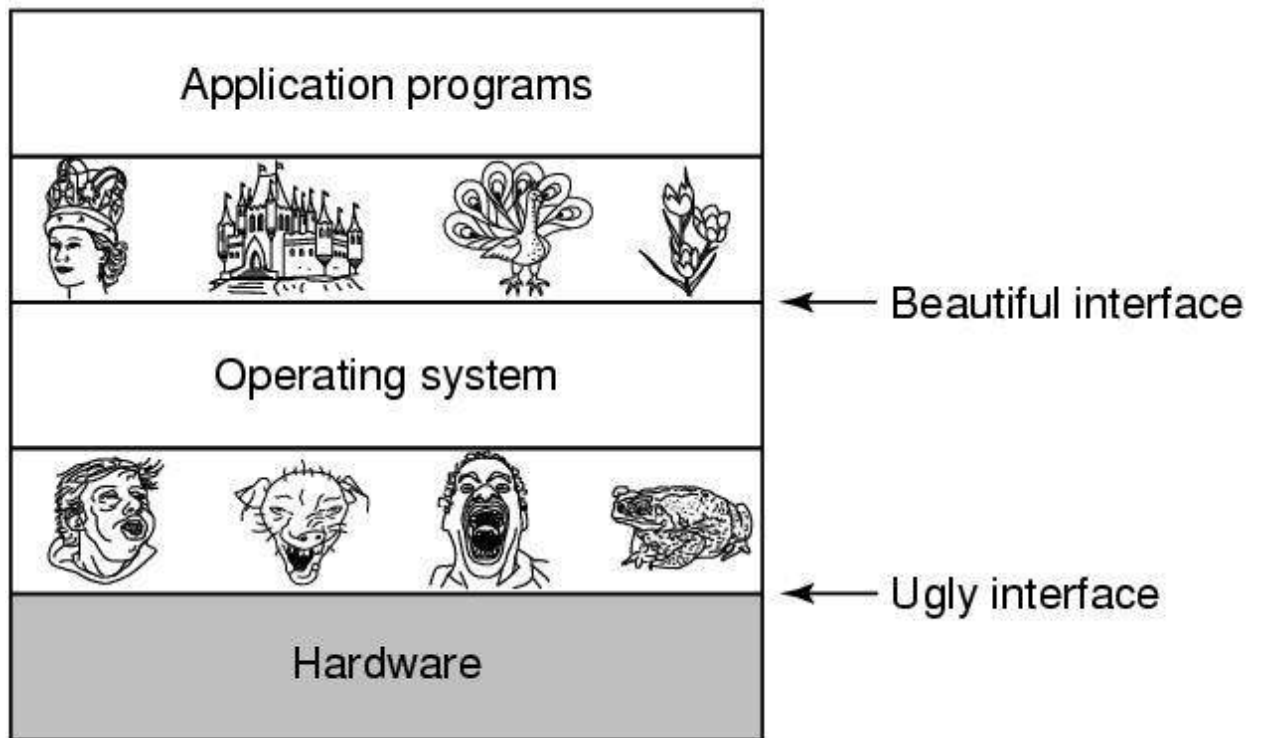 Application programs
Beautiful interface
Operating system
Ugly interface
Hardware